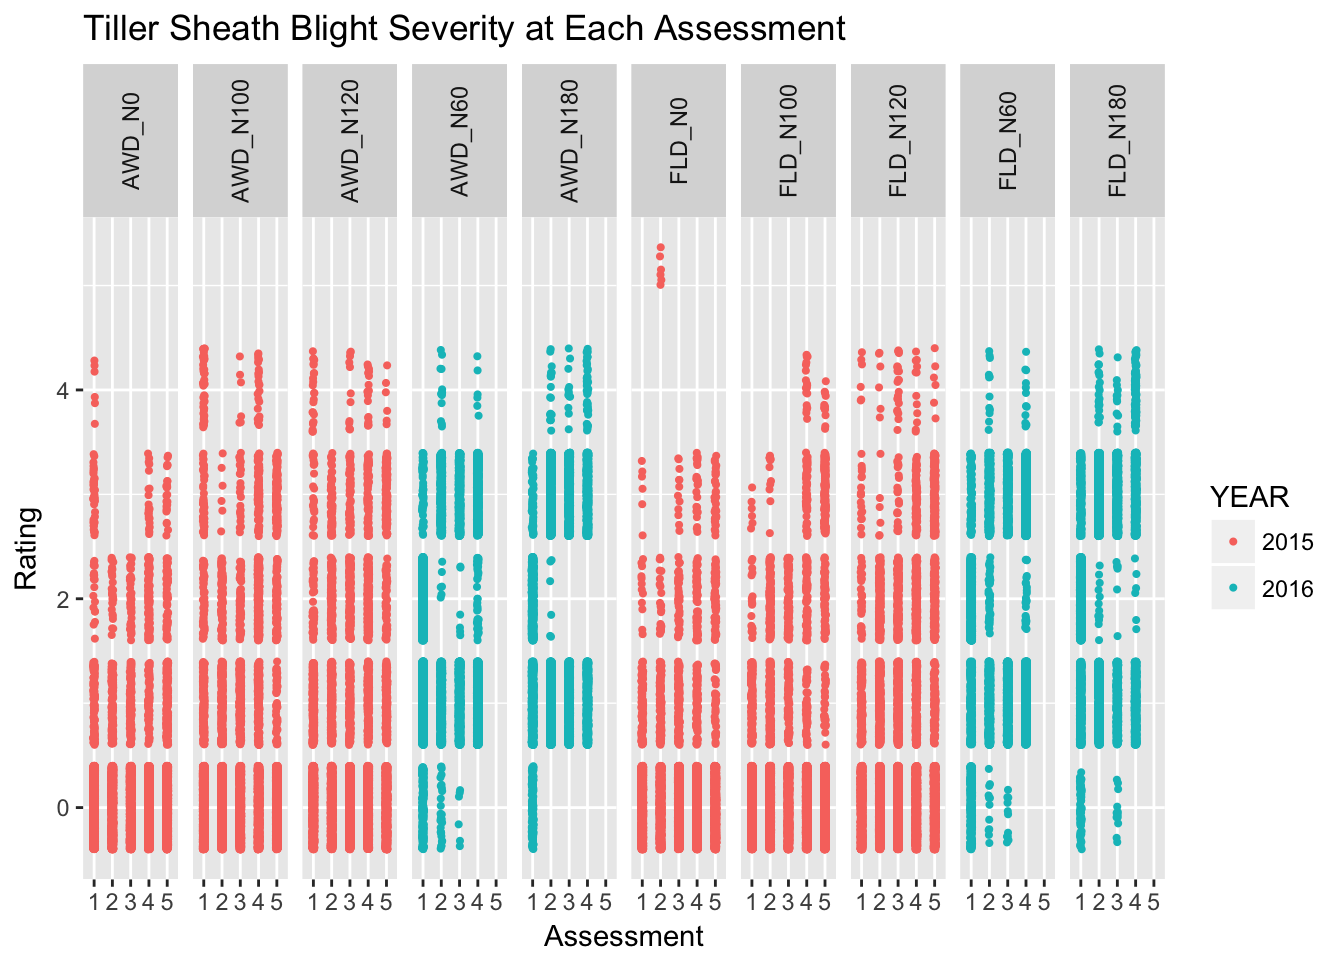 Tiller Sheath Blight Severity at Each Assessment
AWD_N0
AWD_N100
AWD_N120
AWD_N60
AWD_N180
FLD_N0
FLD_N100
FLD_N120
FLD_N60
FLD_N180
4
2
0
Rating
1 2 3 4 5 1 2 3 4 5 1 2 3 4 5 1 2 3 4 5 1 2 3 4 5 1 2 3 4 5 1 2 3 4 5 1 2 3 4 5 1 2 3 4 5 1 2 3 4 5
Assessment
YEAR
2015
2016